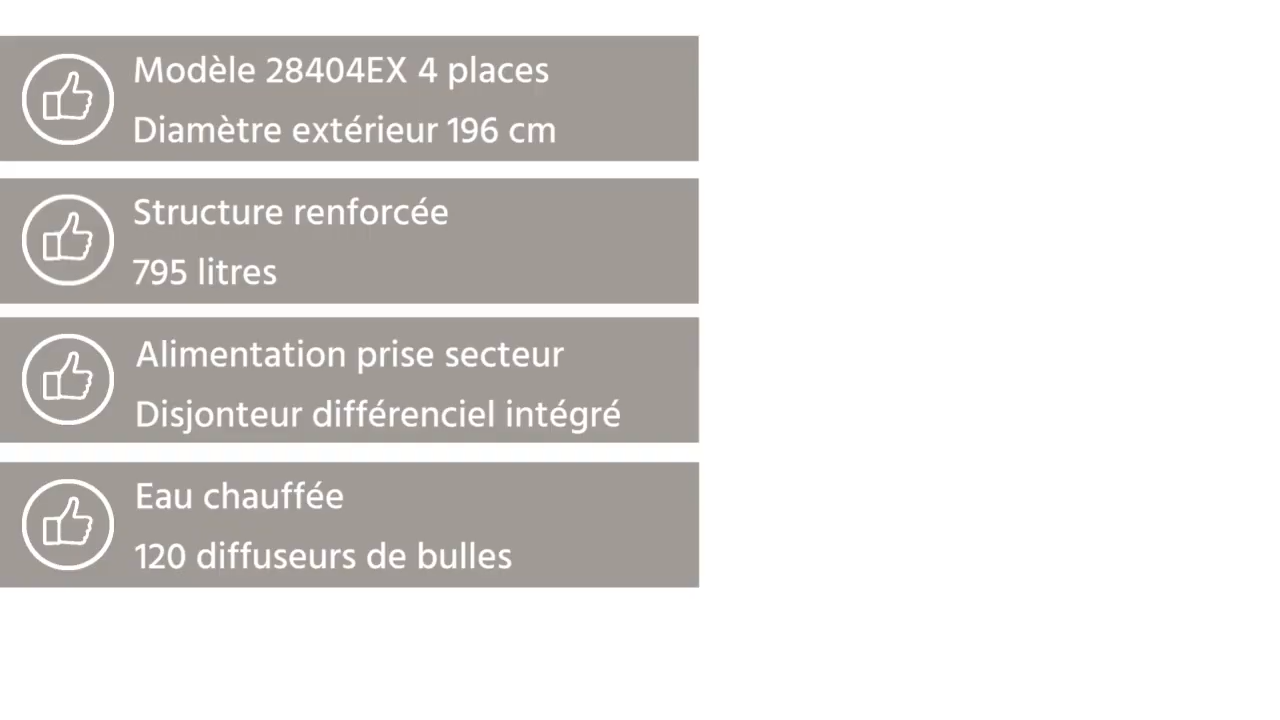 Modèle 28404EX 4 places
Diamètre extérieur 196 cm
Structure renforcée
795 litres
Alimentation prise secteur
Disjonteur différenciel intégré
Eau chauffée
120 diffuseurs de bulles